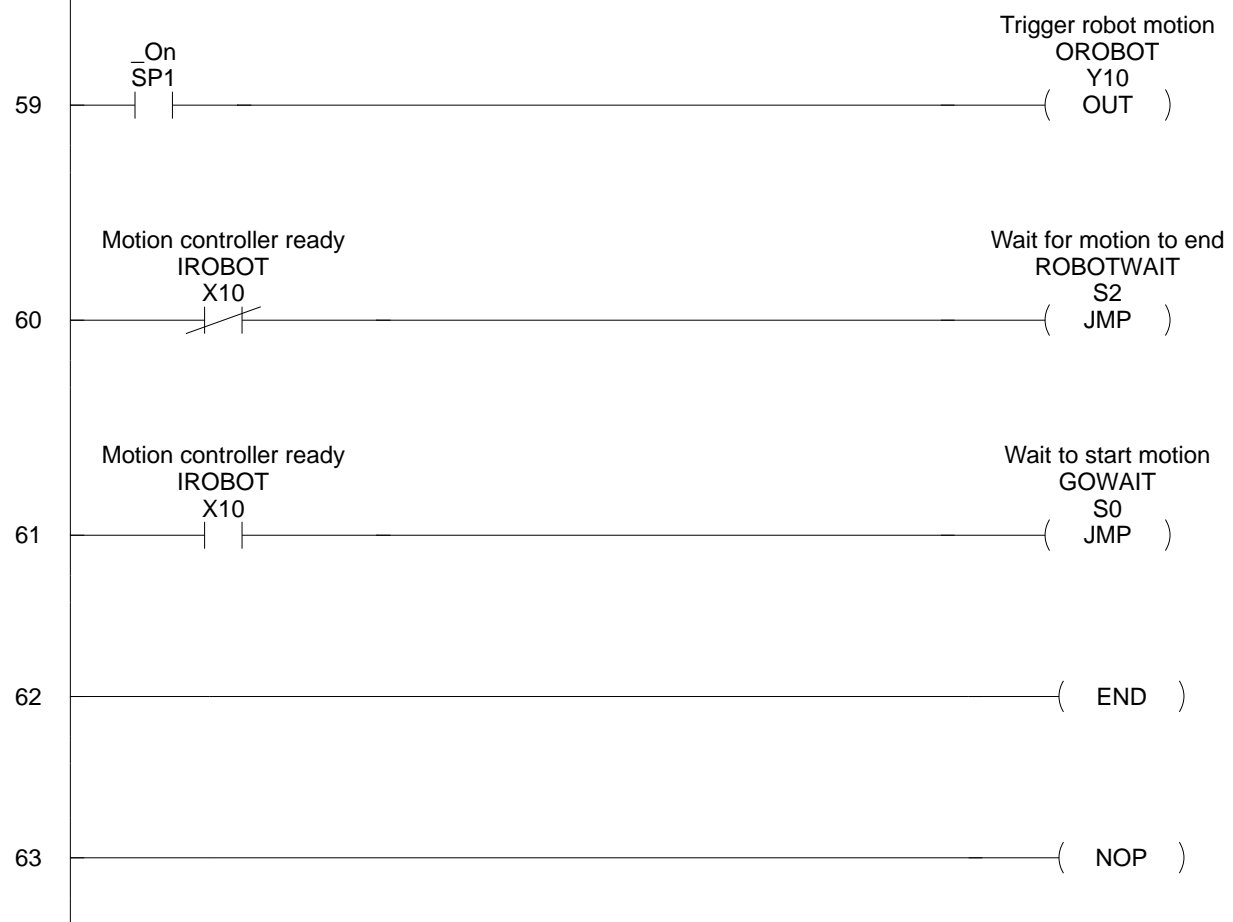 _On
SP1
Trigger robot motion
OROBOT
Y10
59
OUT
Motion controller ready
IROBOT
X10
Wait for motion to end
ROBOTWAIT
S2
60
JMP
Motion controller ready
IROBOT
X10
Wait to start motion
GOWAIT
S0
61
JMP
62
END
63
NOP